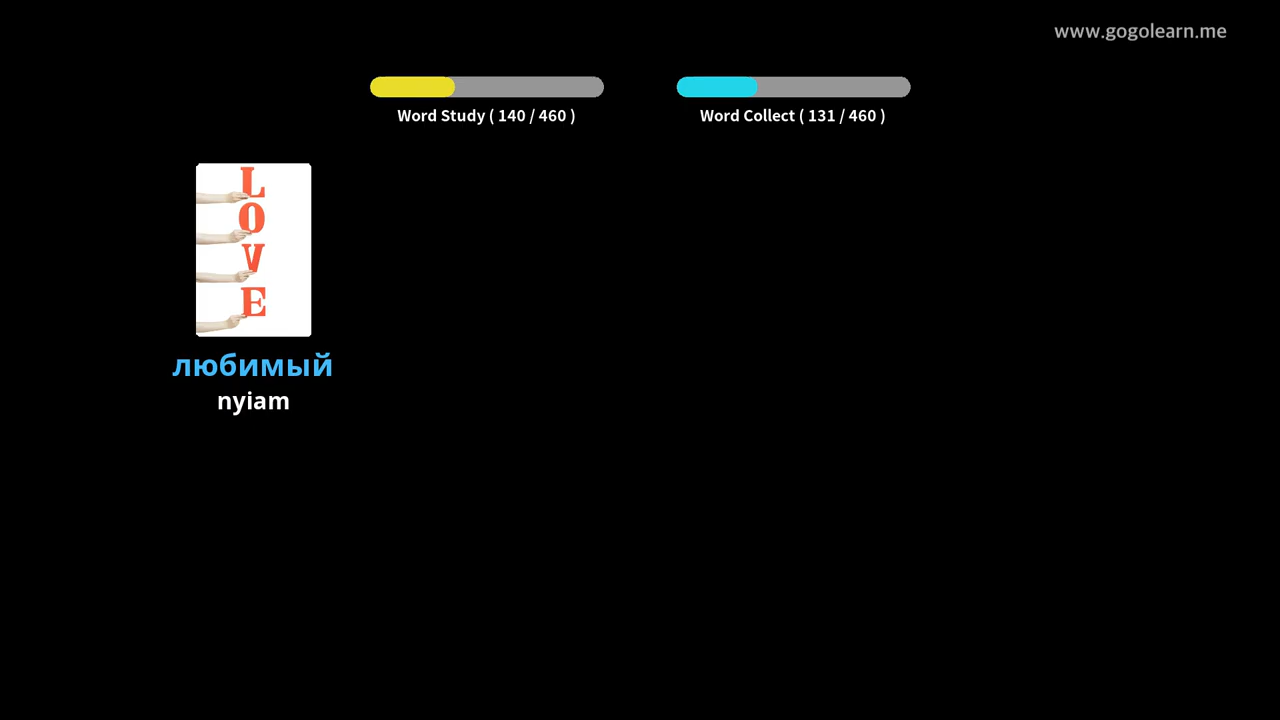 www.gogolearn.me
Word Study ( 140 / 460 )
Word Collect ( 131 / 460 )
L
O
V
E
любимый
nyiam